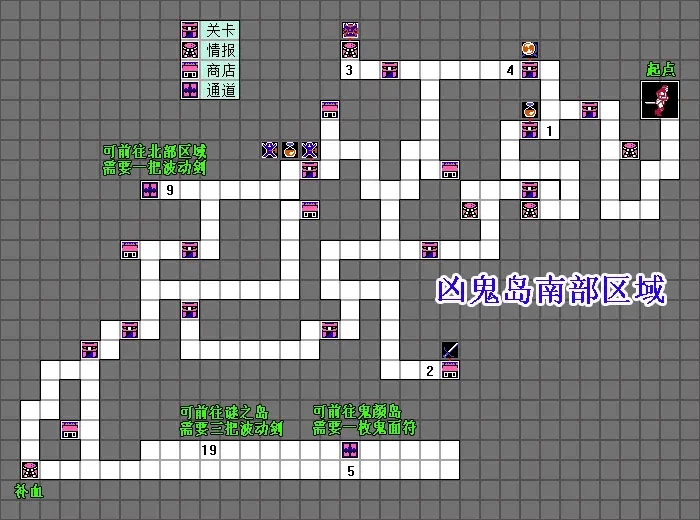 关卡
情报
商店
通道
3
4
起点
1
可前往北部区域
需要一把波动剑
9
凶鬼岛南部区域
2
可前往谜之岛
需要三把波动剑
可前往鬼颜岛
需要一枚鬼面符
19
5
补血